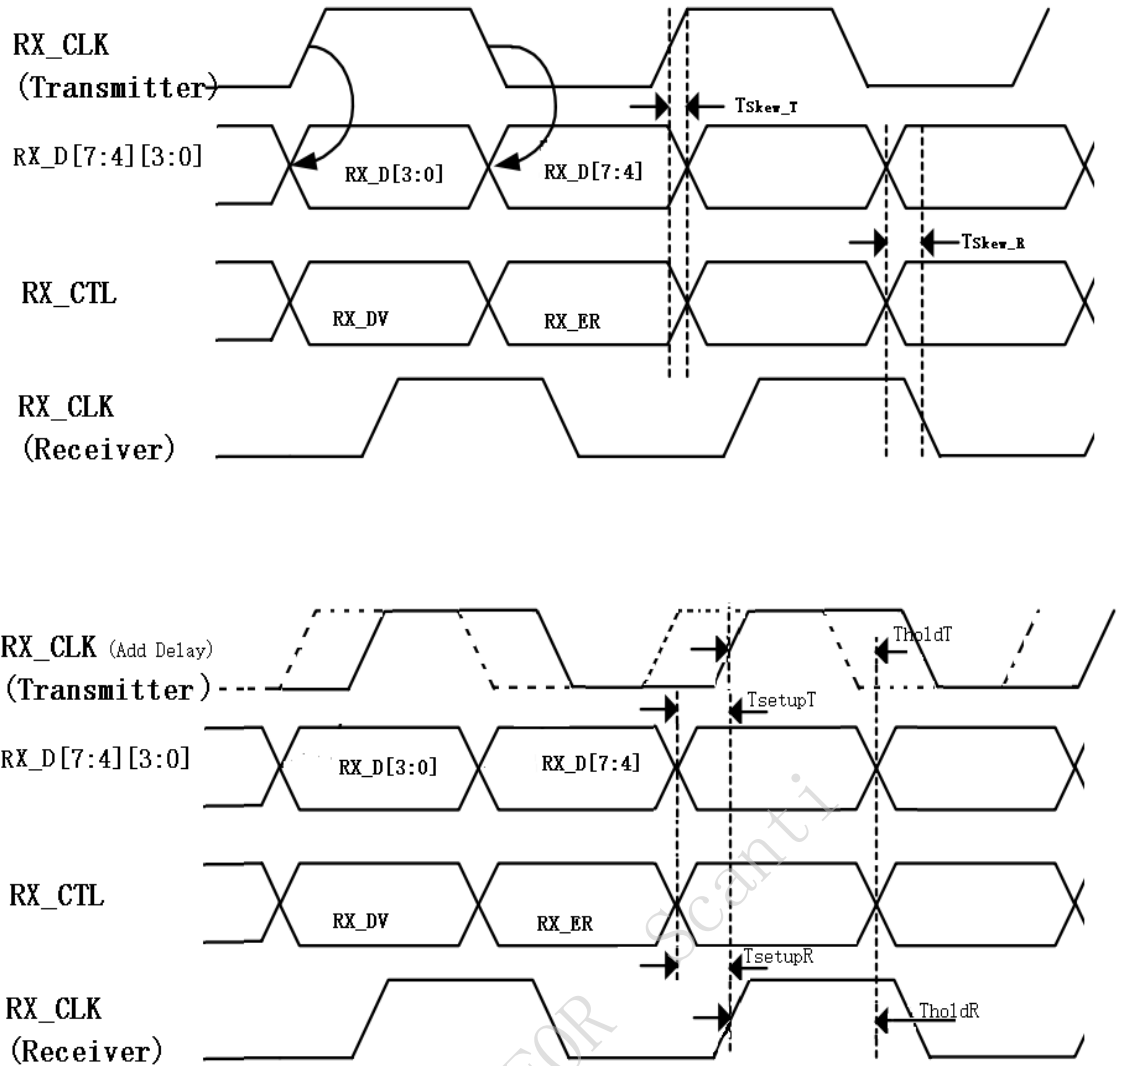 RX_CLK
(Transmitter)
TSkew_T
RX_D[7:4][3:0]
RX_D[3:0]
RX_D[7:4]
TSkew_R
RX_CTL
RX_DV
RX_ER
RX_CLK
(Receiver)
RX_CLK (Add Delay)
(Transmitter)
TholdT
TsetupT
RX_D[7:4][3:0]
RX_D[3:0]
RX_D[7:4]
RX_CTL
RX_DV
RX_ER
TsetupR
RX_CLK
(Receiver)
TholdR
FOR
Scanti